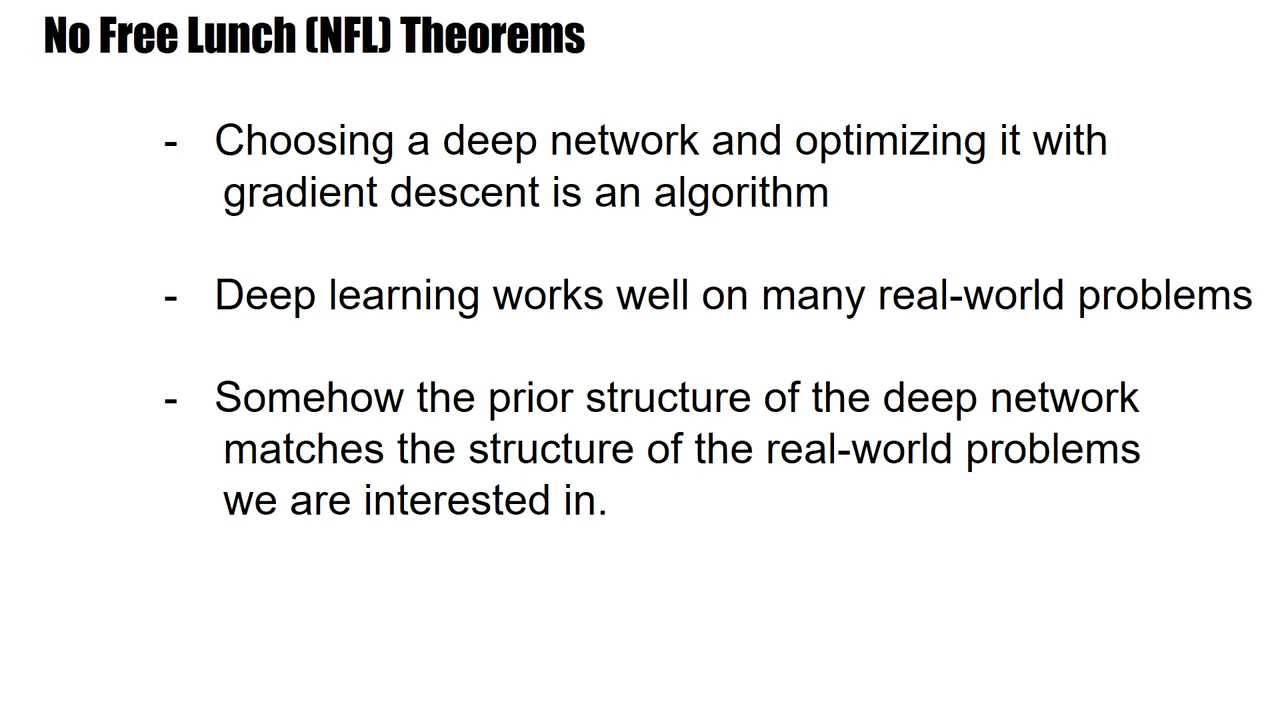 No Free Lunch (NFL) Theorems
- Choosing a deep network and optimizing it with
gradient descent is an algorithm
- Deep learning works well on many real-world problems
- Somehow the prior structure of the deep network
matches the structure of the real-world problems
we are interested in.